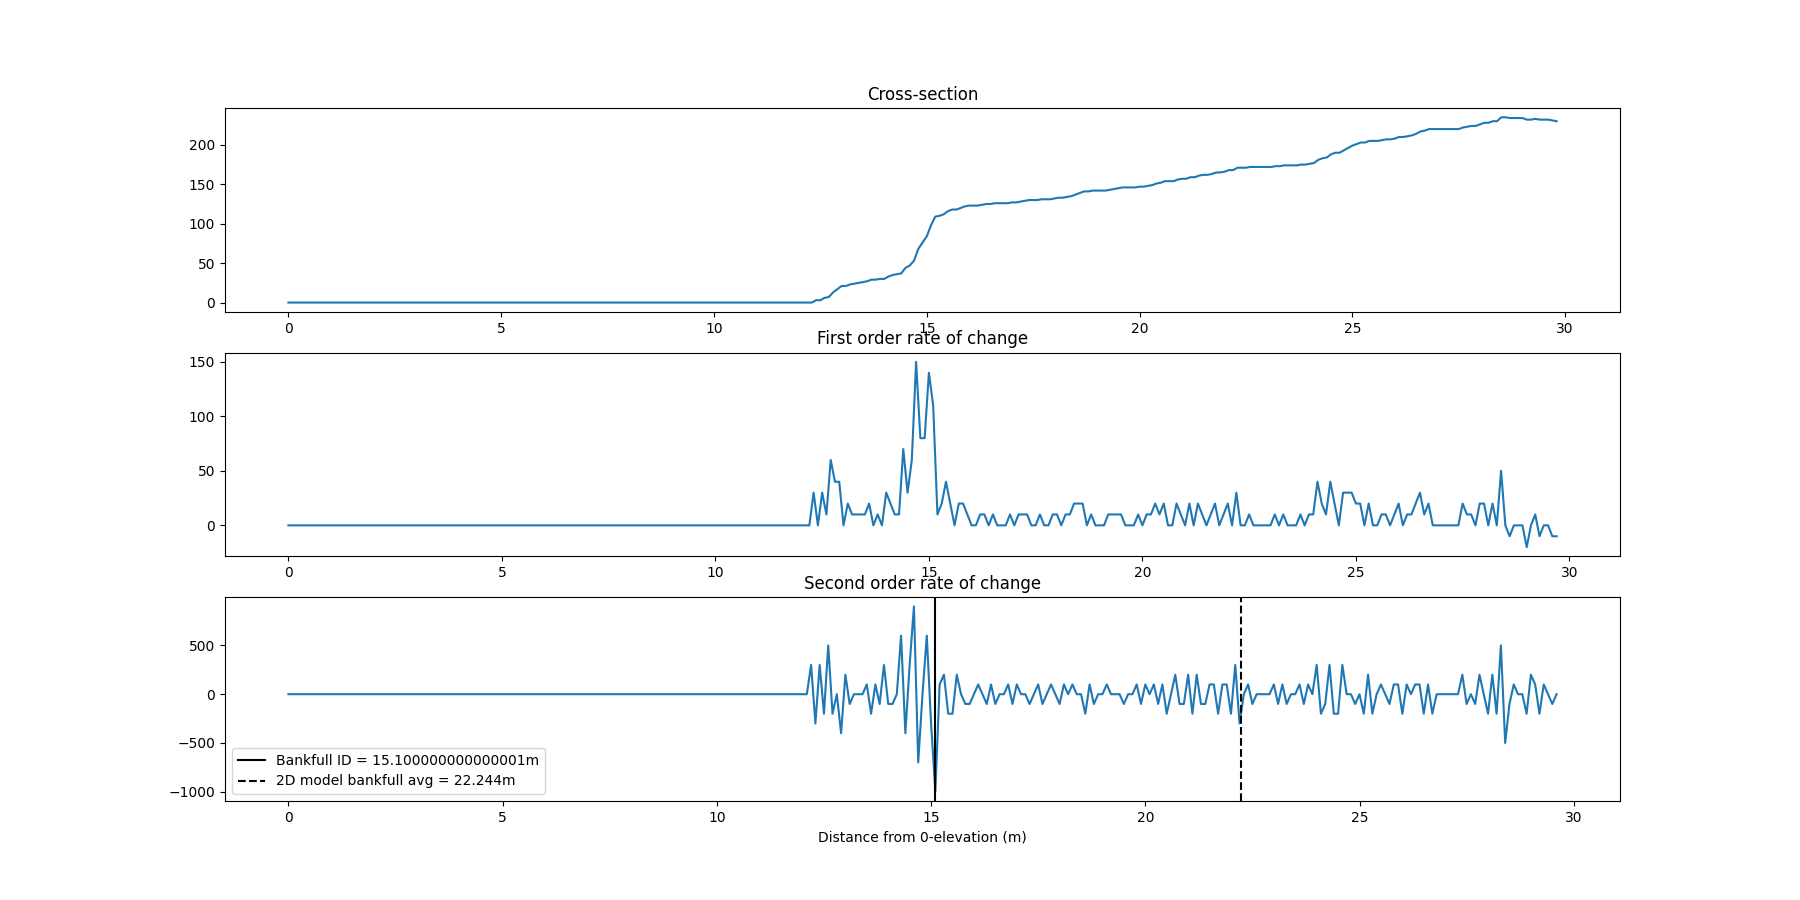 Cross-section
200
150
100
50
0
0 5 10 15 20 25 30
First order rate of change
150
100
50
0
0 5 10 15 20 25 30
Second order rate of change
500
0
−500
−1000
Bankfull ID = 15.100000000000001m
2D model bankfull avg = 22.244m
0 5 10 15 20 25 30
Distance from 0-elevation (m)